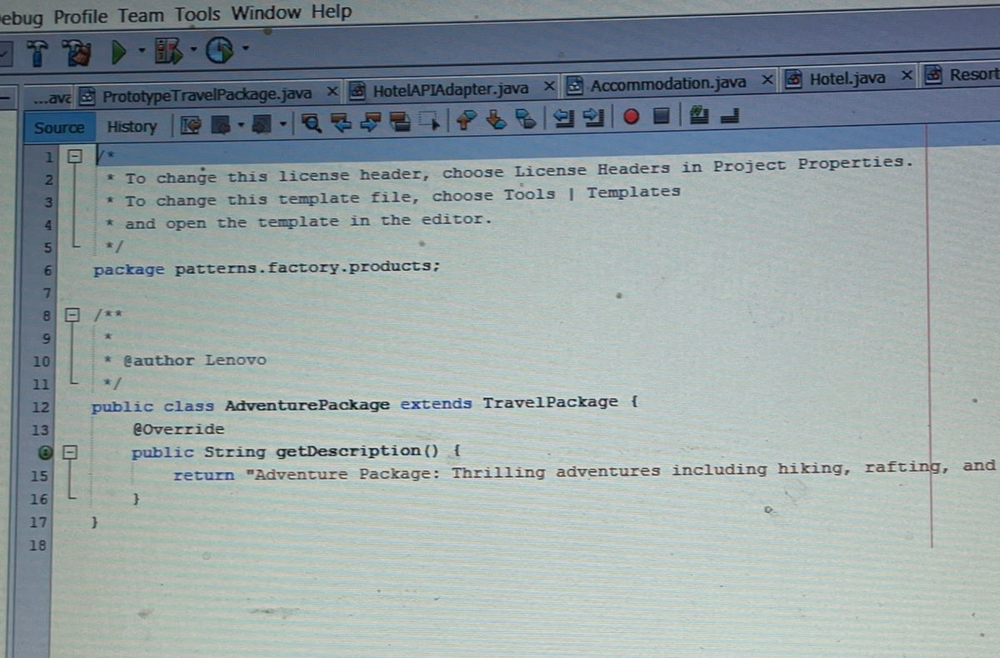 ebug Profile Team Tools Window Help
...ava PrototypeTravelPackage.java HotelAPIAdapter.java Accommodation.java Hotel.java Resort
Source History
1 /*
2 * To change this license header, choose License Headers in Project Properties.
3 * To change this template file, choose Tools | Templates
4 * and open the template in the editor.
5 */
6 package patterns.factory.products;
7
8 /**
9 *
10 * @author Lenovo
11 */
12 public class AdventurePackage extends TravelPackage {
13 @Override
public String getDescription() {
15 return "Adventure Package: Thrilling adventures including hiking, rafting, and
16 }
17 }
18